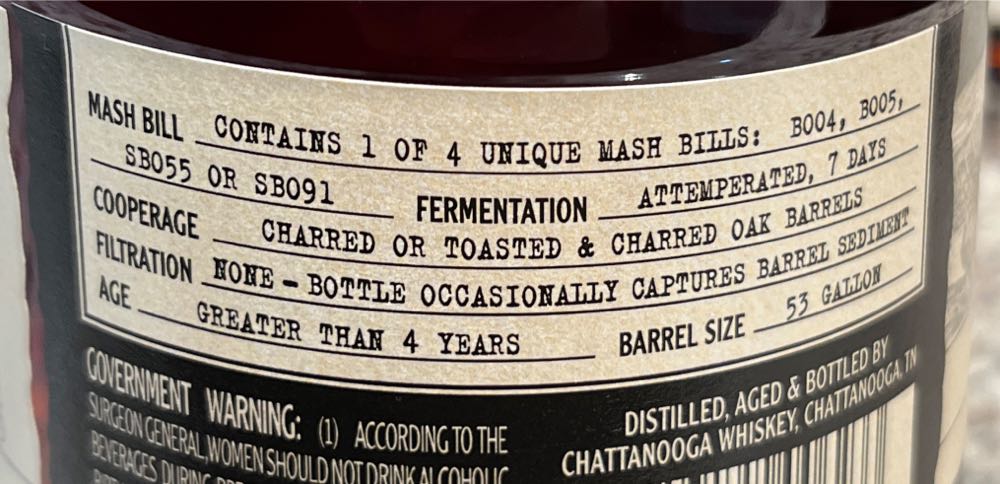 MASH BILL CONTAINS 1 OF 4 UNIQUE MASH BILLS: B004, B005,
SB055 OR SB091 FERMENTATION ATTEMPERATED, 7 DAYS
COOPERAGE CHARRED OR TOASTED & CHARRED OAK BARRELS
FILTRATION NONE - BOTTLE OCCASIONALLY CAPTURES BARREL SEDIMENT
AGE GREATER THAN 4 YEARS BARREL SIZE 53 GALLON
GOVERNMENT WARNING: (1) ACCORDING TO THE
SURGEON GENERAL, WOMEN SHOULD NOT DRINK ALCOHOLIC
BEVERAGES DURING
DISTILLED, AGED & BOTTLED BY
CHATTANOOGA WHISKEY, CHATTANOOGA, TN